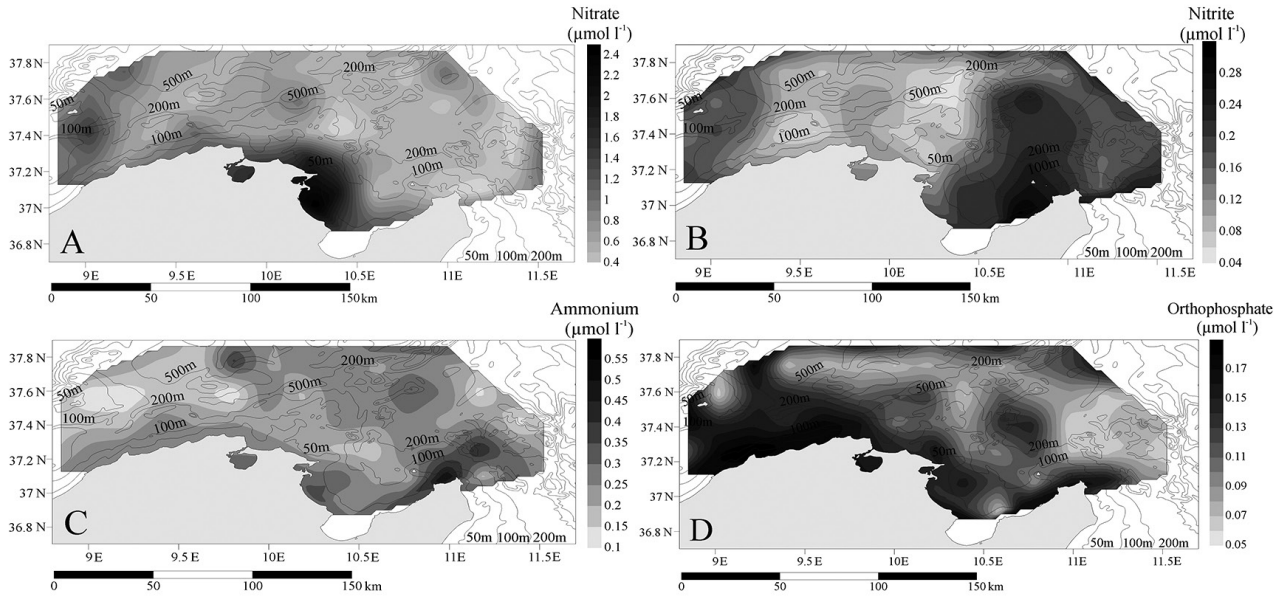 Nitrate
(µmol l⁻¹)
37.8 N
37.6 N
37.4 N
37.2 N
37 N
36.8 N
50m
100m
200m
500m
100m
500m
200m
50m
200m
100m
A
50m 100m 200m
9E 9.5E 10E 10.5E 11E 11.5E
0 50 100 150 km
2.4
2.2
2
1.8
1.6
1.4
1.2
1
0.8
0.6
0.4
Nitrite
(µmol l⁻¹)
37.8 N
37.6 N
37.4 N
37.2 N
37 N
36.8 N
50m
100m
200m
500m
100m
500m
200m
50m
200m
100m
B
50m 100m 200m
9E 9.5E 10E 10.5E 11E 11.5E
0 50 100 150 km
0.28
0.24
0.2
0.16
0.12
0.08
0.04
Ammonium
(µmol l⁻¹)
37.8 N
37.6 N
37.4 N
37.2 N
37 N
36.8 N
50m
100m
200m
500m
100m
500m
200m
50m
200m
100m
C
50m 100m 200m
9E 9.5E 10E 10.5E 11E 11.5E
0 50 100 150 km
0.55
0.5
0.45
0.4
0.35
0.3
0.25
0.2
0.15
0.1
Orthophosphate
(µmol l⁻¹)
37.8 N
37.6 N
37.4 N
37.2 N
37 N
36.8 N
50m
100m
200m
500m
100m
500m
200m
50m
200m
100m
D
50m 100m 200m
9E 9.5E 10E 10.5E 11E 11.5E
0 50 100 150 km
0.17
0.15
0.13
0.11
0.09
0.07
0.05